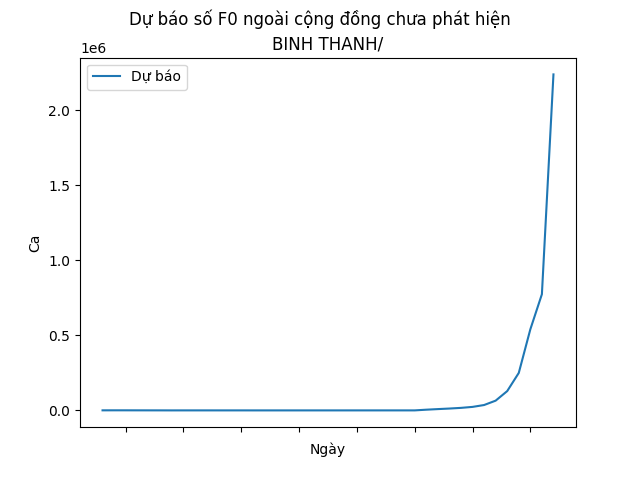 Dự báo số F0 ngoài cộng đồng chưa phát hiện
BINH THANH/
1e6
Dự báo
2.0
1.5
1.0
0.5
0.0
Ca
Ngày